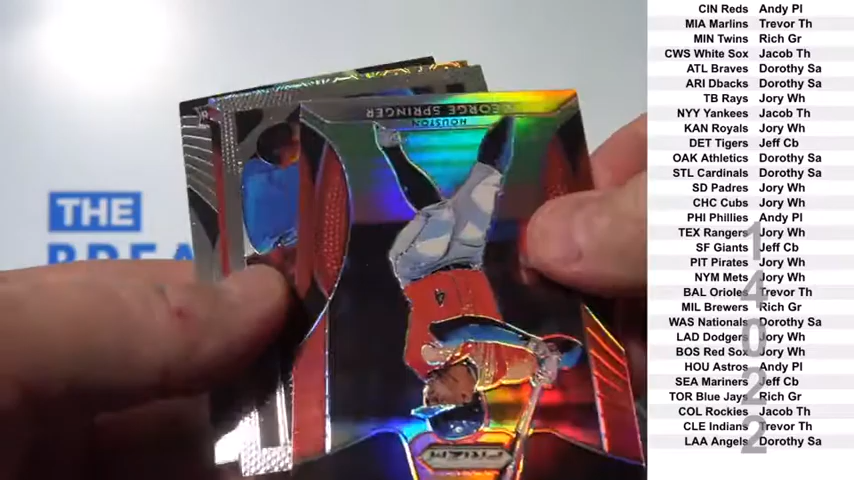 GEORGE SPRINGER
HOUSTON
THE
BREA
4
PRIZM
CIN Reds Andy Pl
MIA Marlins Trevor Th
MIN Twins Rich Gr
CWS White Sox Jacob Th
ATL Braves Dorothy Sa
ARI Dbacks Dorothy Sa
TB Rays Jory Wh
NYY Yankees Jacob Th
KAN Royals Jory Wh
DET Tigers Jeff Cb
OAK Athletics Dorothy Sa
STL Cardinals Dorothy Sa
SD Padres Jory Wh
CHC Cubs Jory Wh
PHI Phillies Andy Pl
TEX Rangers Jory Wh
SF Giants Jeff Cb
PIT Pirates Jory Wh
NYM Mets Jory Wh
BAL Orioles Trevor Th
MIL Brewers Rich Gr
WAS Nationals Dorothy Sa
LAD Dodgers Jory Wh
BOS Red Sox Jory Wh
HOU Astros Andy Pl
SEA Mariners Jeff Cb
TOR Blue Jays Rich Gr
COL Rockies Jacob Th
CLE Indians Trevor Th
LAA Angels Dorothy Sa
14022